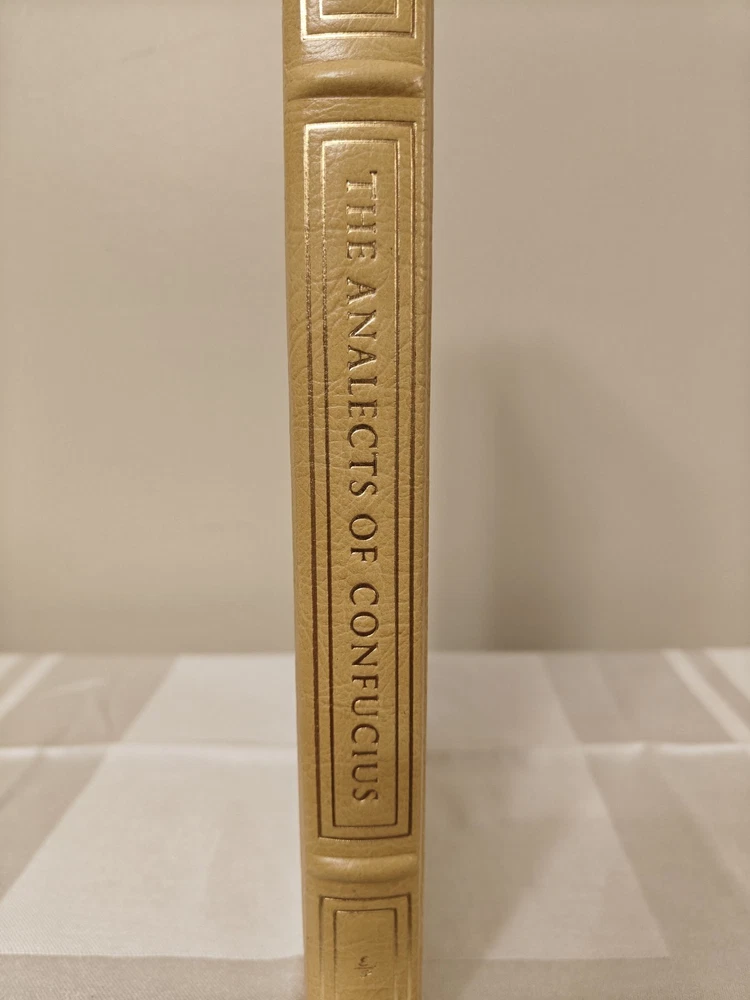 THE ANALECTS OF CONFUCIUS